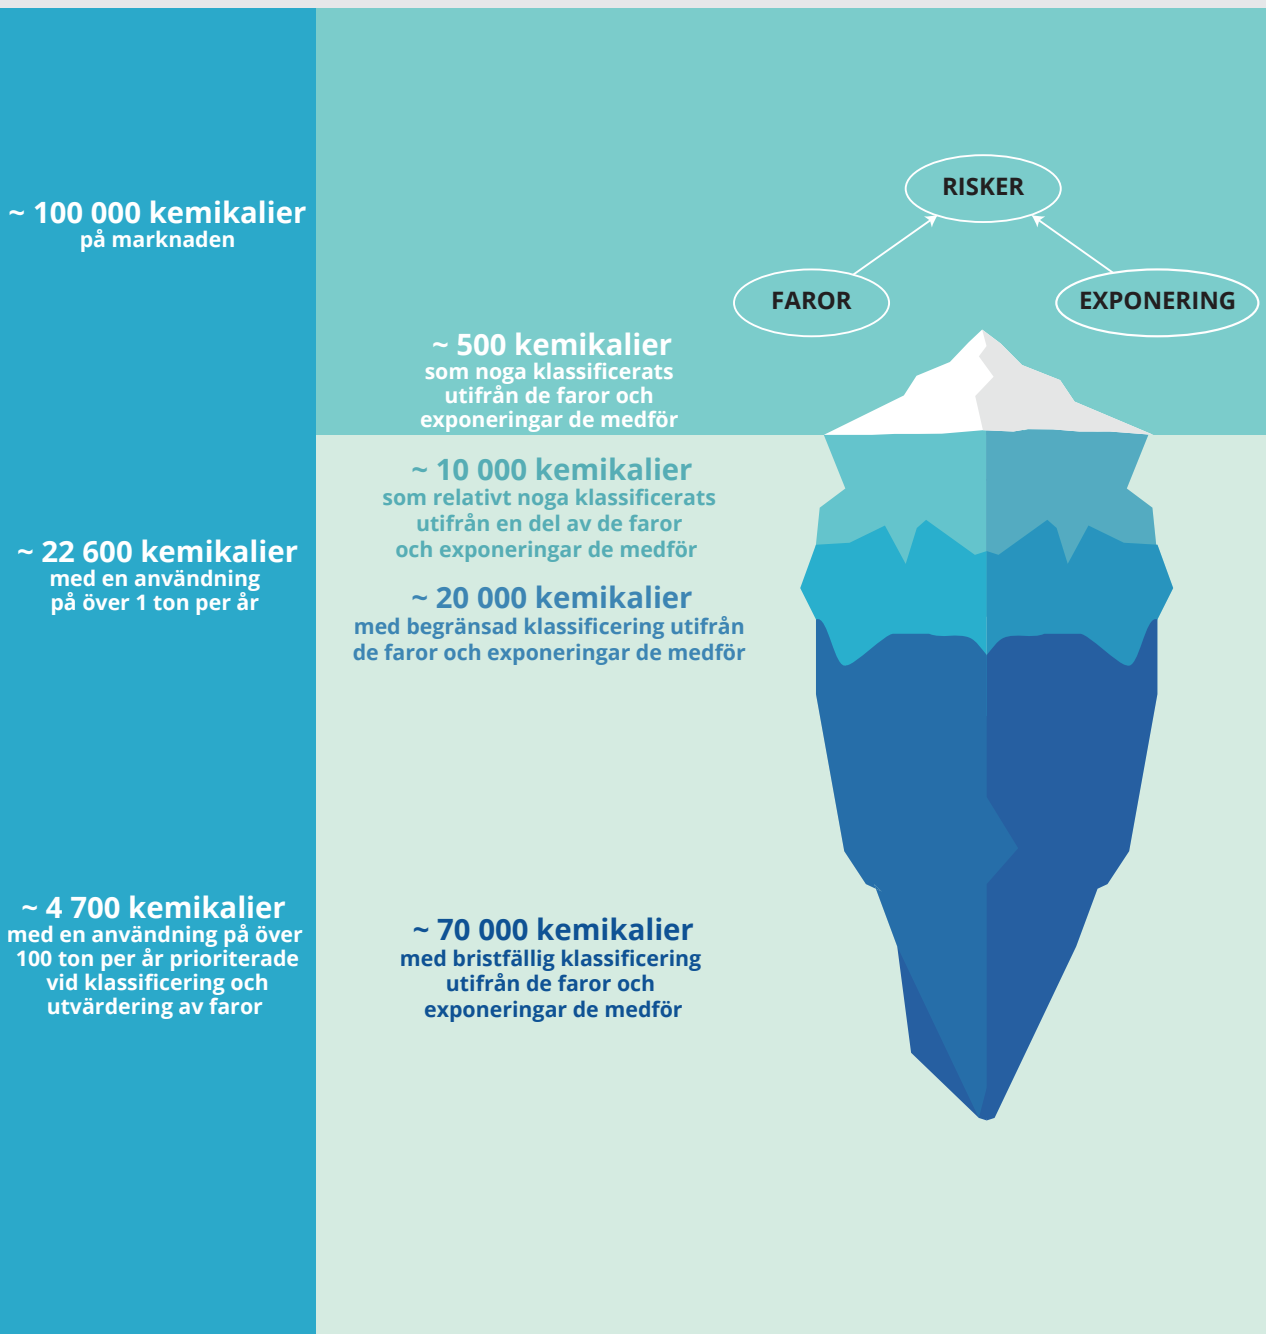 ~ 100 000 kemikalier
på marknaden
~ 22 600 kemikalier
med en användning
på över 1 ton per år
~ 4 700 kemikalier
med en användning på över
100 ton per år prioriterade
vid klassificering och
utvärdering av faror
RISKER
FAROR
EXPONERING
~ 500 kemikalier
som noga klassificerats
utifrån de faror och
exponeringar de medför
~ 10 000 kemikalier
som relativt noga klassificerats
utifrån en del av de faror
och exponeringar de medför
~ 20 000 kemikalier
med begränsad klassificering utifrån
de faror och exponeringar de medför
~ 70 000 kemikalier
med bristfällig klassificering
utifrån de faror och
exponeringar de medför